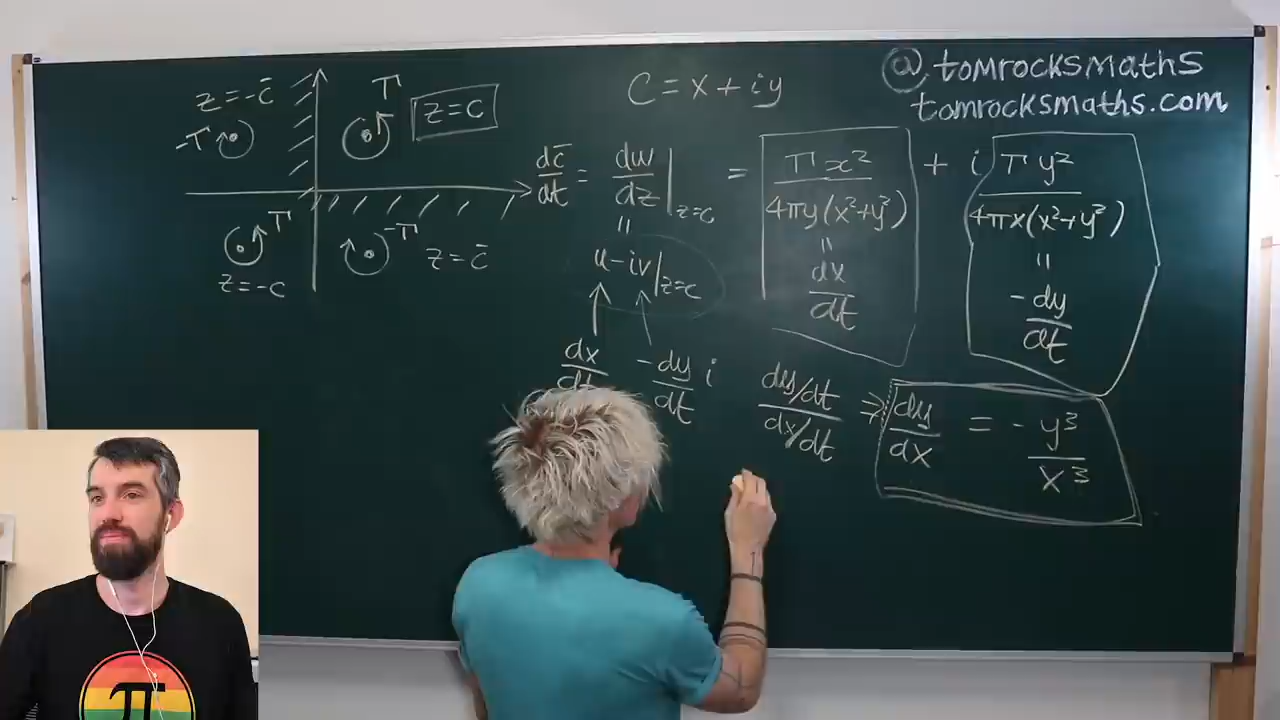 @tomrocksmaths
tomrocksmaths.com
z = -c̄
Γ
z = c
-Γ
Γ
z = -c
-Γ
z = c̄
C = x + iy
dc̄/dt = dw/dz |z=c = Γx²/4πy(x²+y²) + i Γy²/4πx(x²+y²)
=
u - iv |z=c
= dx/dt
= -dy/dt
dx/dt
-dy/dt i
dy/dt / dx/dt ⇒ dy/dx = - y³/x³
π